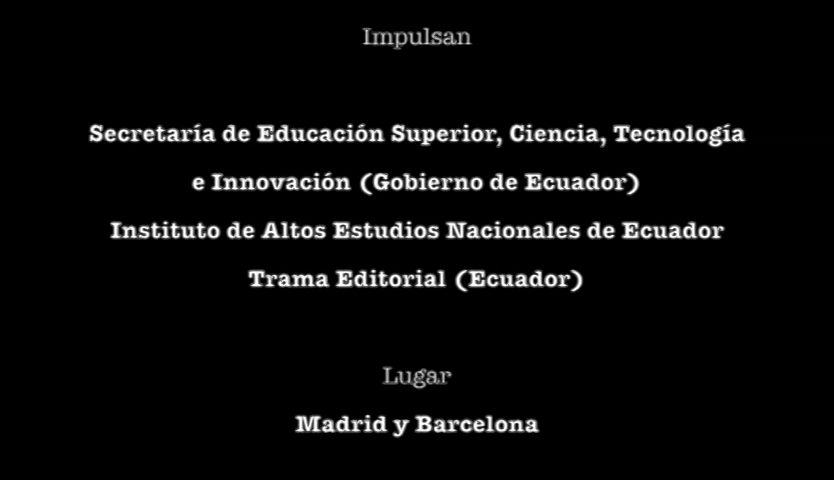 Impulsan
Secretaría de Educación Superior, Ciencia, Tecnología
e Innovación (Gobierno de Ecuador)
Instituto de Altos Estudios Nacionales de Ecuador
Trama Editorial (Ecuador)
Lugar
Madrid y Barcelona